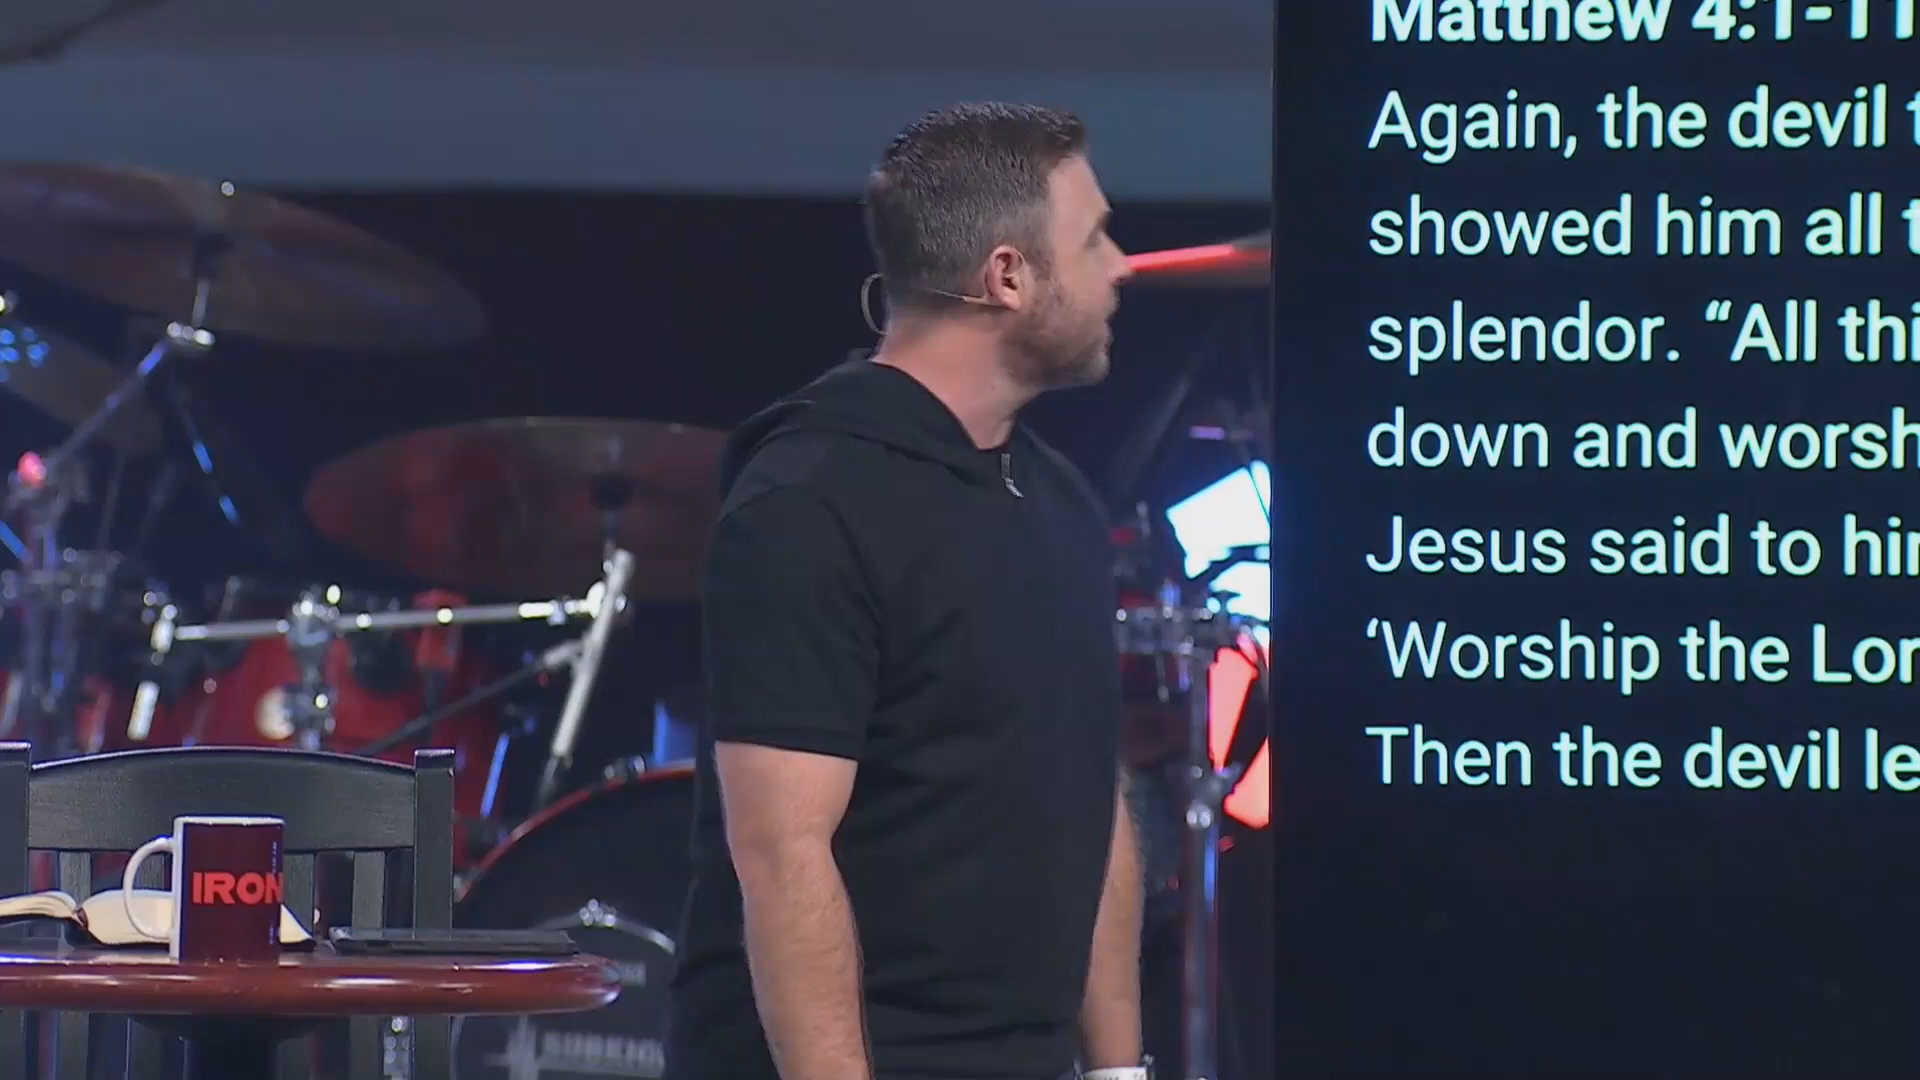 Matthew 4:1-11
Again, the devil t
showed him all t
splendor. “All thi
down and worsh
Jesus said to hi
‘Worship the Lor
Then the devil le
IRON